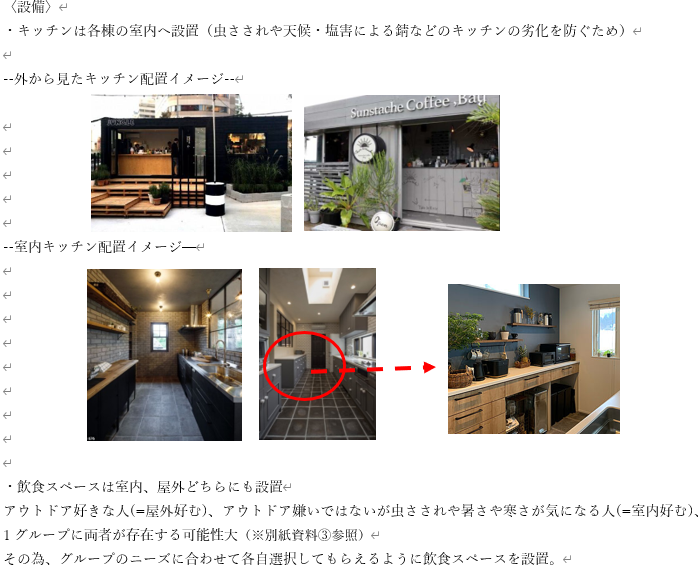 〈設備〉
・キッチンは各棟の室内へ設置（虫さされや天候・塩害による錆などのキッチンの劣化を防ぐため）
--外から見たキッチン配置イメージ--
Sunstache Coffee .Bagl
--室内キッチン配置イメージ―
・飲食スペースは室内、屋外どちらにも設置
アウトドア好きな人(=屋外好む)、アウトドア嫌いではないが虫さされや暑さや寒さが気になる人(=室内好む)、
1 グループに両者が存在する可能性大（※別紙資料③参照）
その為、グループのニーズに合わせて各自選択してもらえるように飲食スペースを設置。